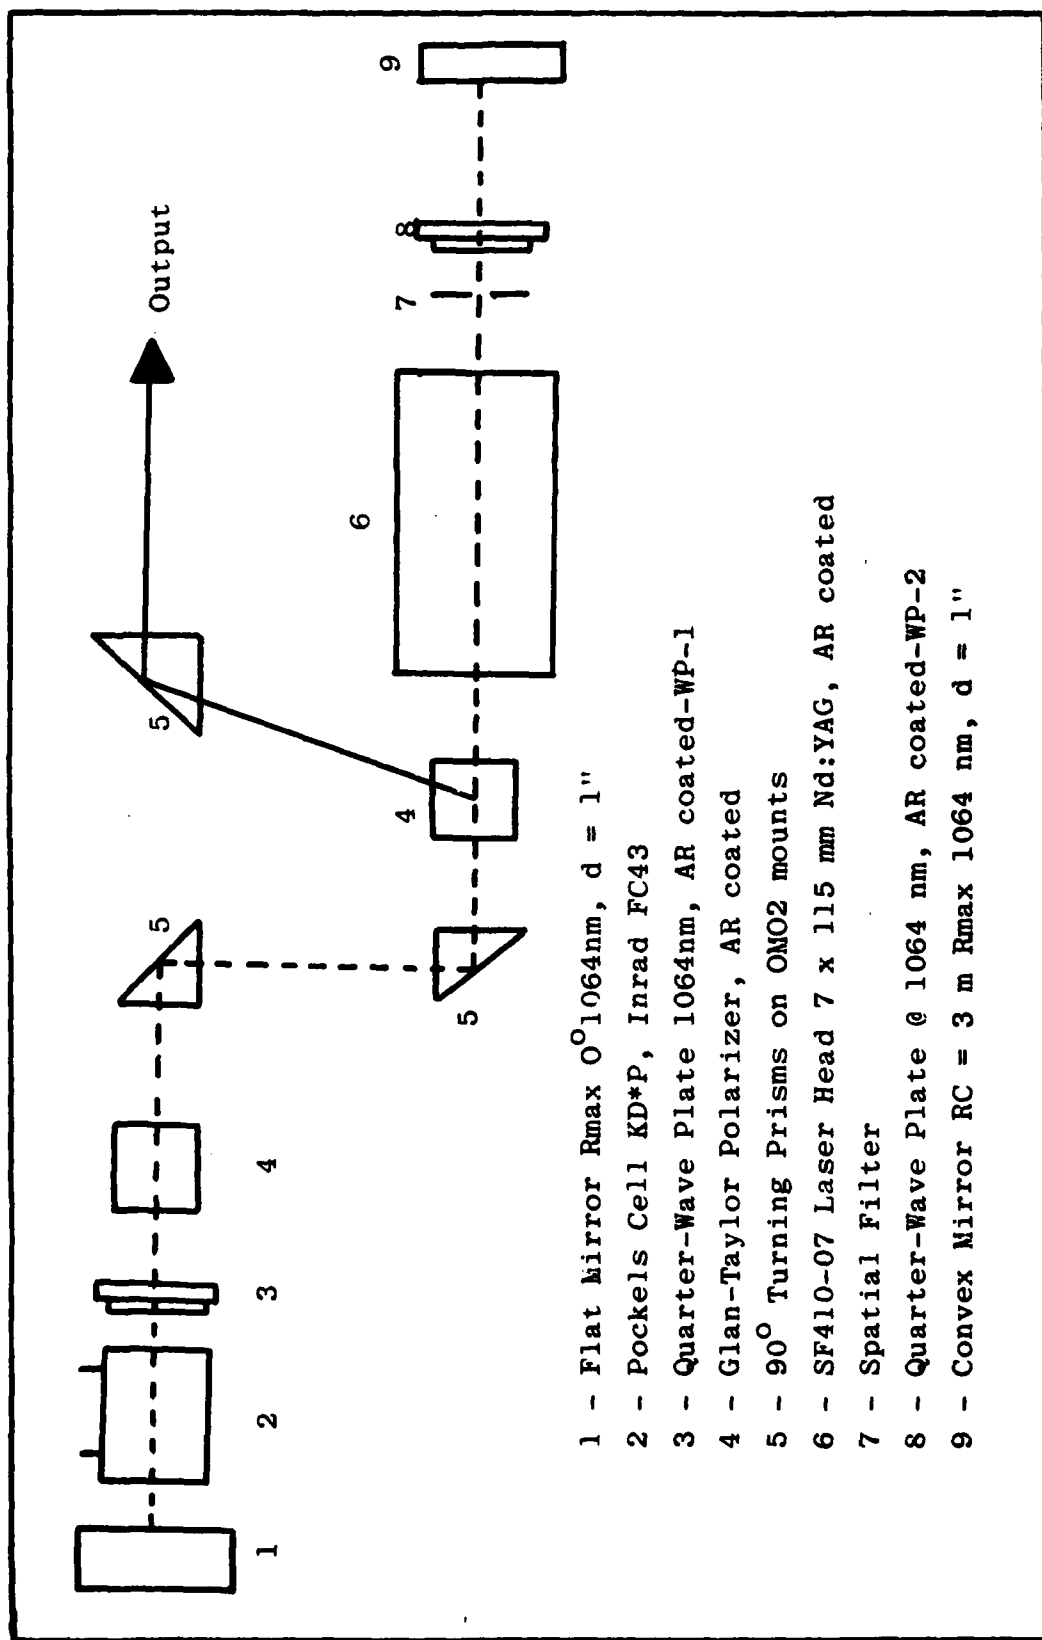 Output
1
2
3
4
5
5
4
5
6
7
8
9
1 - Flat Mirror Rmax 0°1064nm, d = 1"
2 - Pockels Cell KD*P, Inrad FC43
3 - Quarter-Wave Plate 1064nm, AR coated-WP-1
4 - Glan-Taylor Polarizer, AR coated
5 - 90° Turning Prisms on OM02 mounts
6 - SF410-07 Laser Head 7 x 115 mm Nd:YAG, AR coated
7 - Spatial Filter
8 - Quarter-Wave Plate @ 1064 nm, AR coated-WP-2
9 - Convex Mirror RC = 3 m Rmax 1064 nm, d = 1"